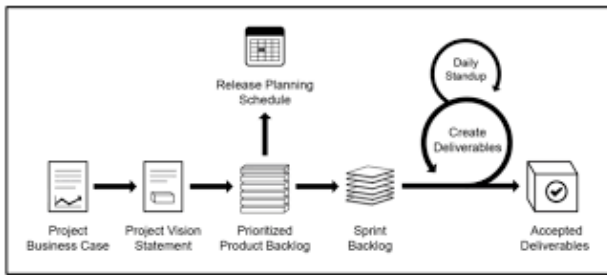 Daily
Standup
Release Planning
Schedule
Create
Deliverables
Project
Business Case
Project Vision
Statement
Prioritized
Product Backlog
Sprint
Backlog
Accepted
Deliverables